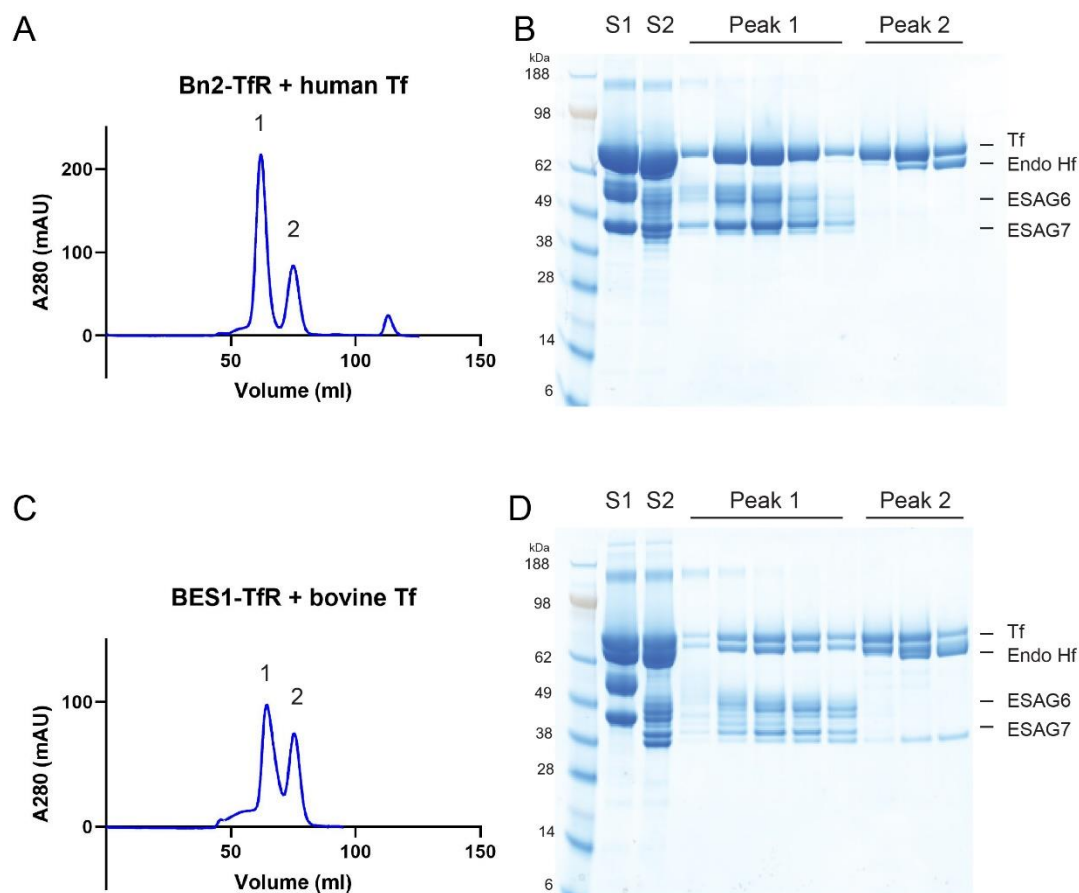 A
Bn2-TfR + human Tf
1
2
200
100
0
A280 (mAU)
50
100
150
Volume (ml)
B
S1 S2 Peak 1 Peak 2
kDa
188
98
62
49
38
28
14
6
Tf
Endo Hf
ESAG6
ESAG7
C
BES1-TfR + bovine Tf
1
2
100
0
A280 (mAU)
50
100
150
Volume (ml)
D
S1 S2 Peak 1 Peak 2
kDa
188
98
62
49
38
28
14
6
Tf
Endo Hf
ESAG6
ESAG7